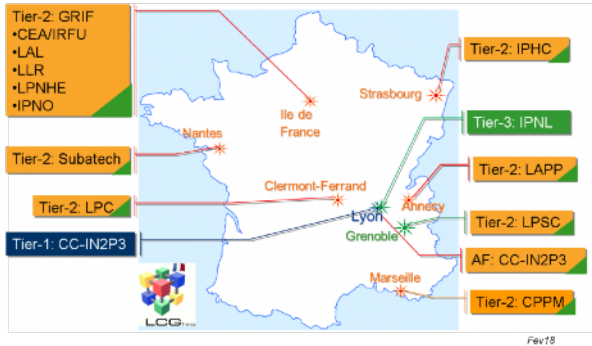 Tier-2: GRIF
•CEA/IRFU
•LAL
•LLR
•LPNHE
•IPNO
Tier-2: IPHC
Strasbourg
Ile de
France
Tier-3: IPNL
Nantes
Tier-2: Subatech
Tier-2: LAPP
Clermont-Ferrand
Annecy
Tier-2: LPC
Lyon
Tier-2: LPSC
Grenoble
Tier-1: CC-IN2P3
AF: CC-IN2P3
Marseille
Tier-2: CPPM
LCG
Fev18